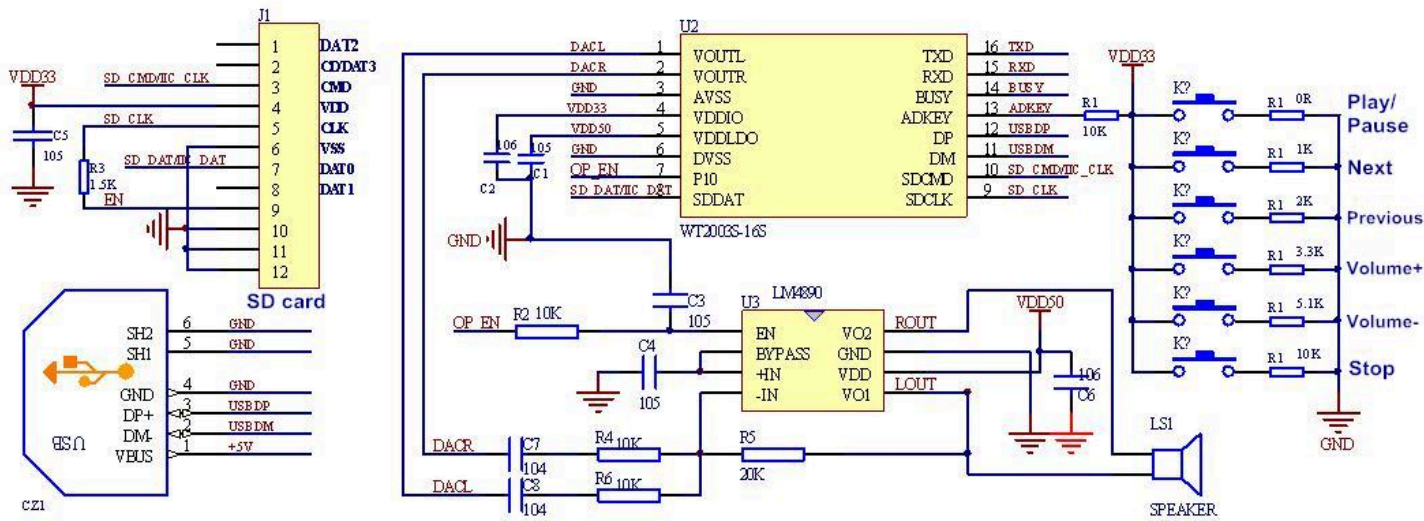 J1
1 DAT2
2 CD/DAT3
SD_CMD/IIC_CLK 3 CMD
VDD33
4 VDD
SD_CLK 5 CLK
C5
105
6 VSS
R3
1.5K
SD_DAT/IIC_DAT 7 DAT0
8 DAT1
EN 9
10
11
12
SD card
SH2 6 GND
SH1 5 GND
GND 4 GND
DP+ 3 USBDP
DM- 2 USBDM
VBUS 1 +5V
USB
CZ1
U2
DACL 1 VOUTL TXD 16 TXD
DACR 2 VOUTR RXD 15 RXD
GND 3 AVSS BUSY 14 BUSY
VDD33 4 VDDIO ADKEY 13 ADKEY
VDD50 5 VDDLDO DP 12 USBDP
GND 6 DVSS DM 11 USBDM
OP_EN 7 P10 SDCMD 10 SD_CMD/IIC_CLK
SD_DAT/IIC_DAT 8 SDDAT SDCLK 9 SD_CLK
WT2003S-16S
106
C2
105
C1
GND
C3
105
OP_EN R2 10K
U3 LM4890
EN VO2 ROUT
BYPASS GND
+IN VDD
-IN VO1 LOUT
C4
105
VDD50
106
C6
DACR C7 104 R4 10K
R5
20K
DACL C8 104 R6 10K
LS1
SPEAKER
VDD33
R1
10K
K? R1 0R Play/
Pause
K? R1 1K Next
K? R1 2K Previous
K? R1 3.3K Volume+
K? R1 5.1K Volume-
K? R1 10K Stop
GND